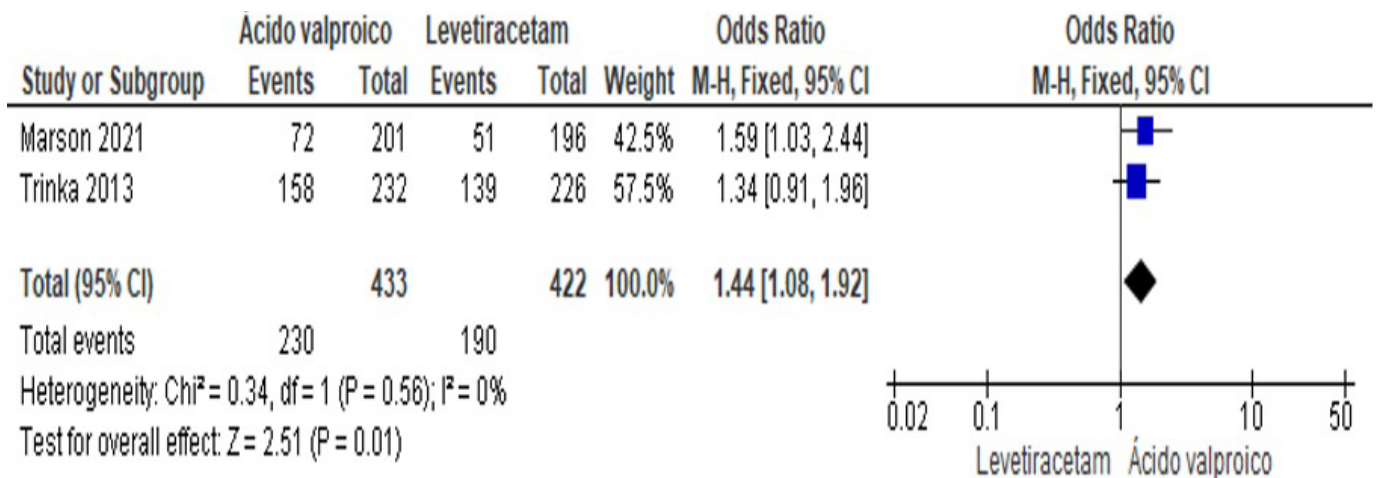 Ácido valproico Levetiracetam Odds Ratio Odds Ratio
Study or Subgroup Events Total Events Total Weight M-H, Fixed, 95% CI M-H, Fixed, 95% CI
Marson 2021 72 201 51 196 42.5% 1.59 [1.03, 2.44]
Trinka 2013 158 232 139 226 57.5% 1.34 [0.91, 1.96]
Total (95% CI) 433 422 100.0% 1.44 [1.08, 1.92]
Total events 230 190
Heterogeneity: Chi² = 0.34, df = 1 (P = 0.56); I² = 0%
Test for overall effect: Z = 2.51 (P = 0.01)
0.02 0.1 1 10 50
Levetiracetam Ácido valproico